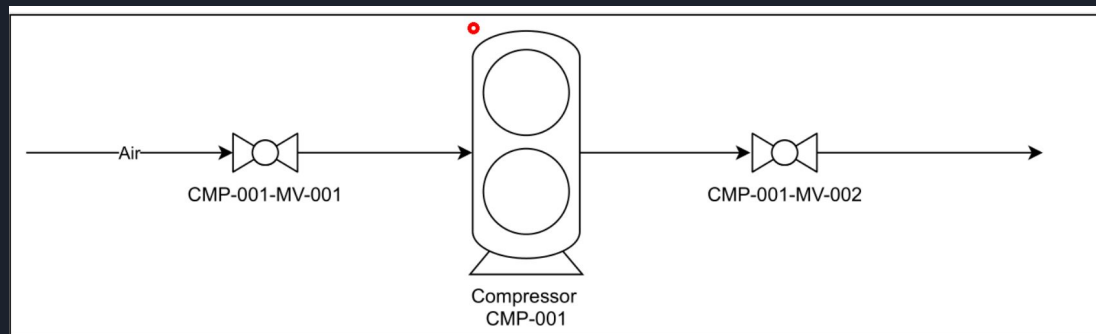 Air
CMP-001-MV-001
CMP-001-MV-002
Compressor
CMP-001